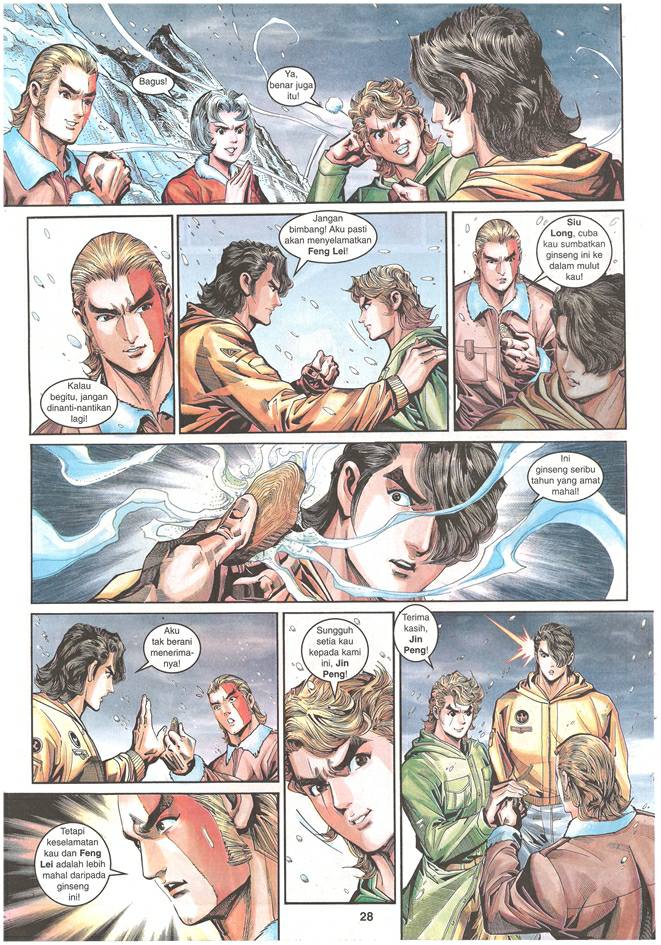 Bagus!
Ya,
benar juga
itu!
Kalau
begitu, jangan
dinanti-nantikan
lagi!
Jangan
bimbang! Aku pasti
akan menyelamatkan
Feng Lei!
Siu
Long, cuba
kau sumbatkan
ginseng ini ke
dalam mulut
kau!
Ini
ginseng seribu
tahun yang amat
mahal!
Aku
tak berani
menerima-
nya!
Tetapi
keselamatan
kau dan Feng
Lei adalah lebih
mahal daripada
ginseng
ini!
Sungguh
setia kau
kepada kami
ini, Jin
Peng!
Terima
kasih,
Jin
Peng!
28